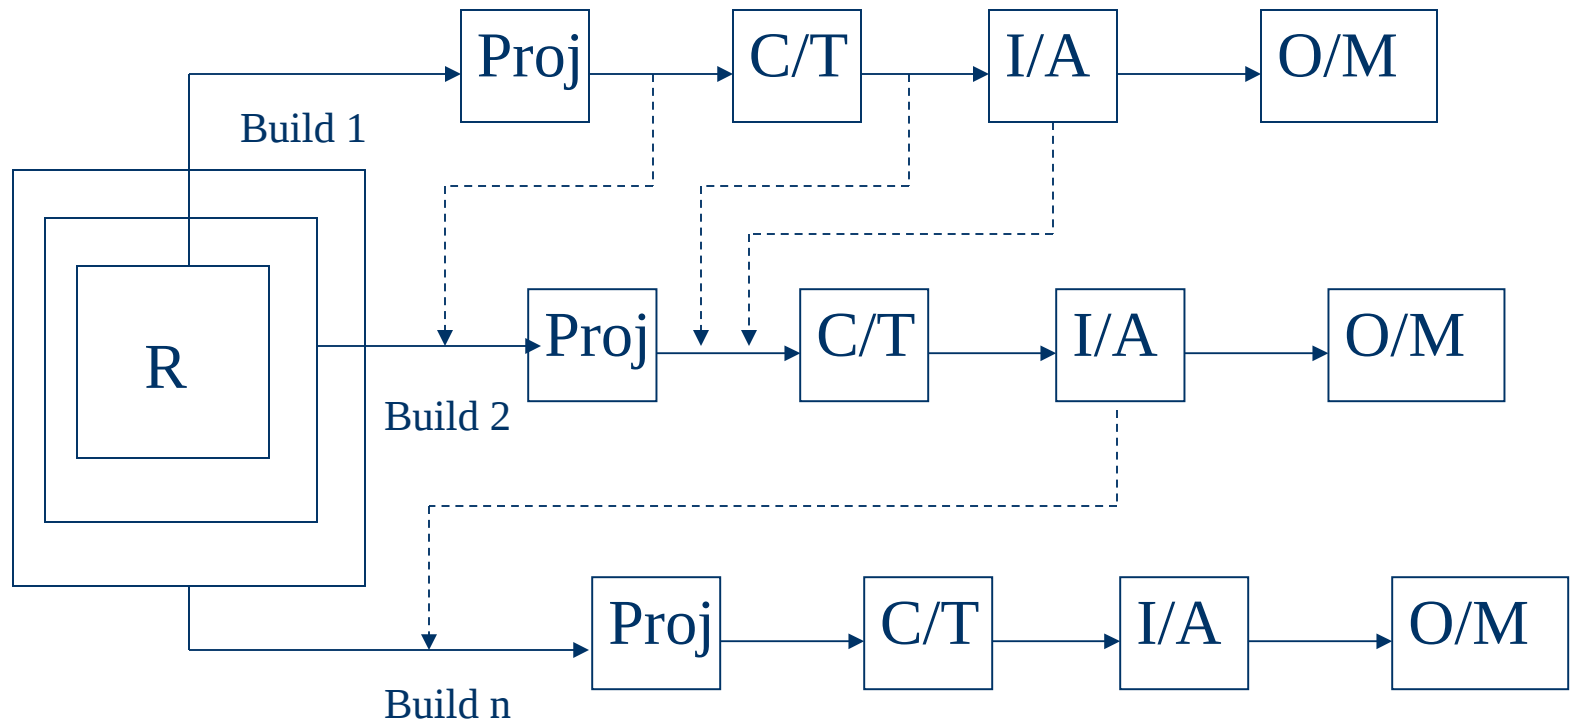 Proj C/T I/A O/M
Build 1
Proj C/T I/A O/M
R
Build 2
Proj C/T I/A O/M
Build n